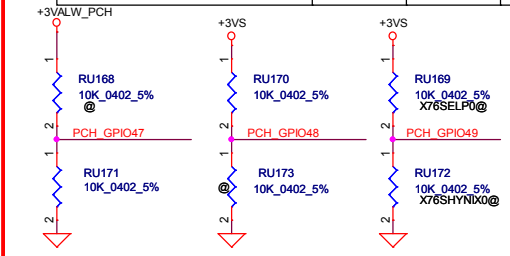 +3VALW_PCH
+3VS
+3VS
1
RU168
10K_0402_5%
@
2
PCH_GPIO47
1
RU171
10K_0402_5%
2
1
RU170
10K_0402_5%
2
PCH_GPIO48
1
RU173
@
10K_0402_5%
2
1
RU169
10K_0402_5%
X76SELP0@
2
PCH_GPIO49
1
RU172
10K_0402_5%
X76SHYNIX0@
2